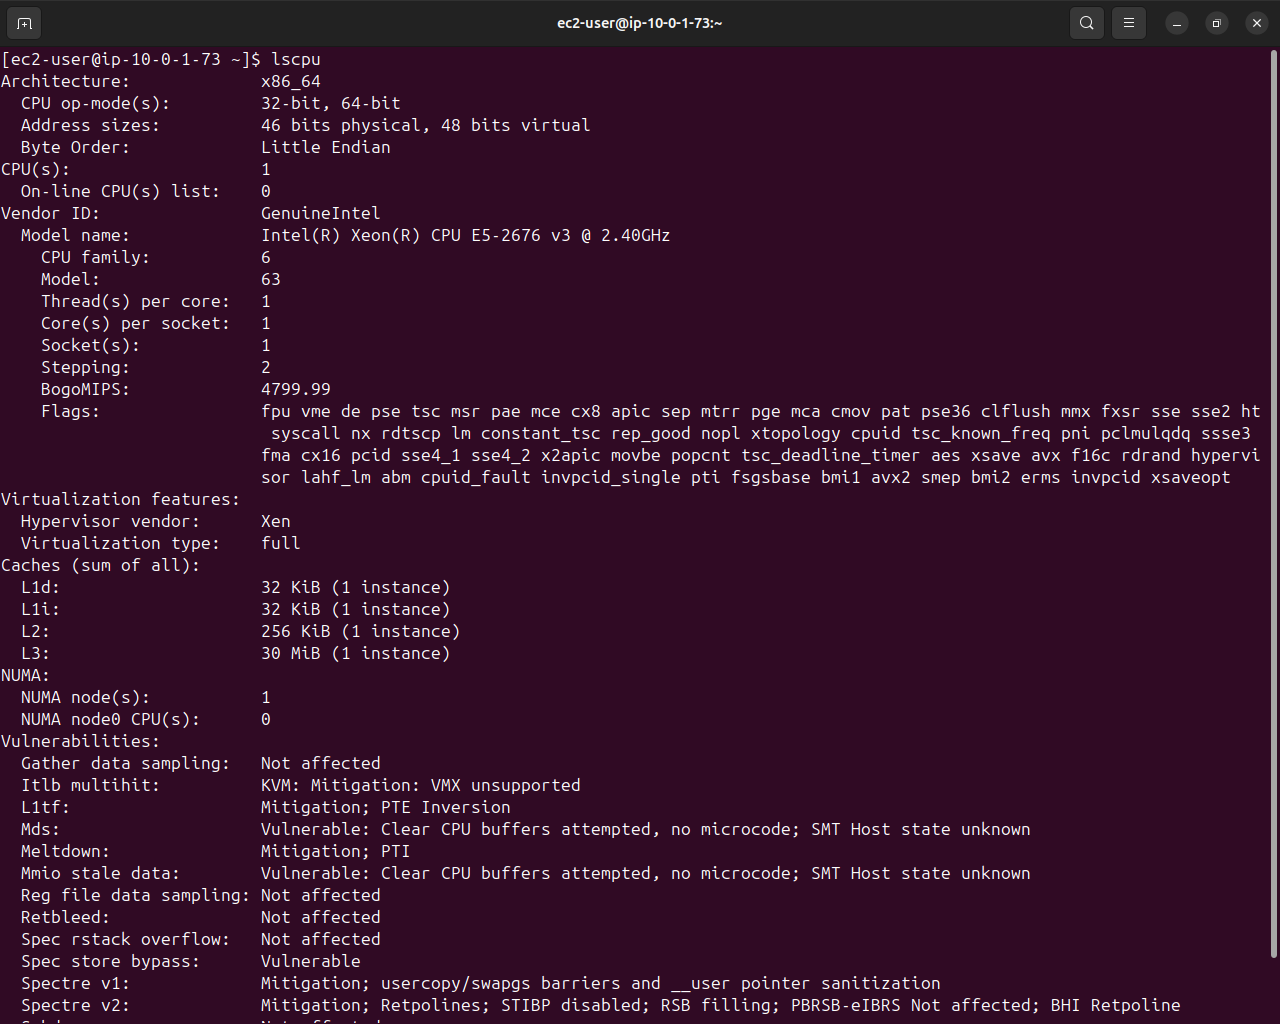 ec2-user@ip-10-0-1-73:~
[ec2-user@ip-10-0-1-73 ~]$ lscpu
Architecture:             x86_64
  CPU op-mode(s):         32-bit, 64-bit
  Address sizes:          46 bits physical, 48 bits virtual
  Byte Order:             Little Endian
CPU(s):                   1
  On-line CPU(s) list:    0
Vendor ID:                GenuineIntel
  Model name:             Intel(R) Xeon(R) CPU E5-2676 v3 @ 2.40GHz
    CPU family:           6
    Model:                63
    Thread(s) per core:   1
    Core(s) per socket:   1
    Socket(s):            1
    Stepping:             2
    BogoMIPS:             4799.99
    Flags:                fpu vme de pse tsc msr pae mce cx8 apic sep mtrr pge mca cmov pat pse36 clflush mmx fxsr sse sse2 ht
                           syscall nx rdtscp lm constant_tsc rep_good nopl xtopology cpuid tsc_known_freq pni pclmulqdq ssse3
                          fma cx16 pcid sse4_1 sse4_2 x2apic movbe popcnt tsc_deadline_timer aes xsave avx f16c rdrand hypervi
                          sor lahf_lm abm cpuid_fault invpcid_single pti fsgsbase bmi1 avx2 smep bmi2 erms invpcid xsaveopt
Virtualization features:
  Hypervisor vendor:      Xen
  Virtualization type:    full
Caches (sum of all):
  L1d:                    32 KiB (1 instance)
  L1i:                    32 KiB (1 instance)
  L2:                     256 KiB (1 instance)
  L3:                     30 MiB (1 instance)
NUMA:
  NUMA node(s):           1
  NUMA node0 CPU(s):      0
Vulnerabilities:
  Gather data sampling:   Not affected
  Itlb multihit:          KVM: Mitigation: VMX unsupported
  L1tf:                   Mitigation; PTE Inversion
  Mds:                    Vulnerable: Clear CPU buffers attempted, no microcode; SMT Host state unknown
  Meltdown:               Mitigation; PTI
  Mmio stale data:        Vulnerable: Clear CPU buffers attempted, no microcode; SMT Host state unknown
  Reg file data sampling: Not affected
  Retbleed:               Not affected
  Spec rstack overflow:   Not affected
  Spec store bypass:      Vulnerable
  Spectre v1:             Mitigation; usercopy/swapgs barriers and __user pointer sanitization
  Spectre v2:             Mitigation; Retpolines; STIBP disabled; RSB filling; PBRSB-eIBRS Not affected; BHI Retpoline